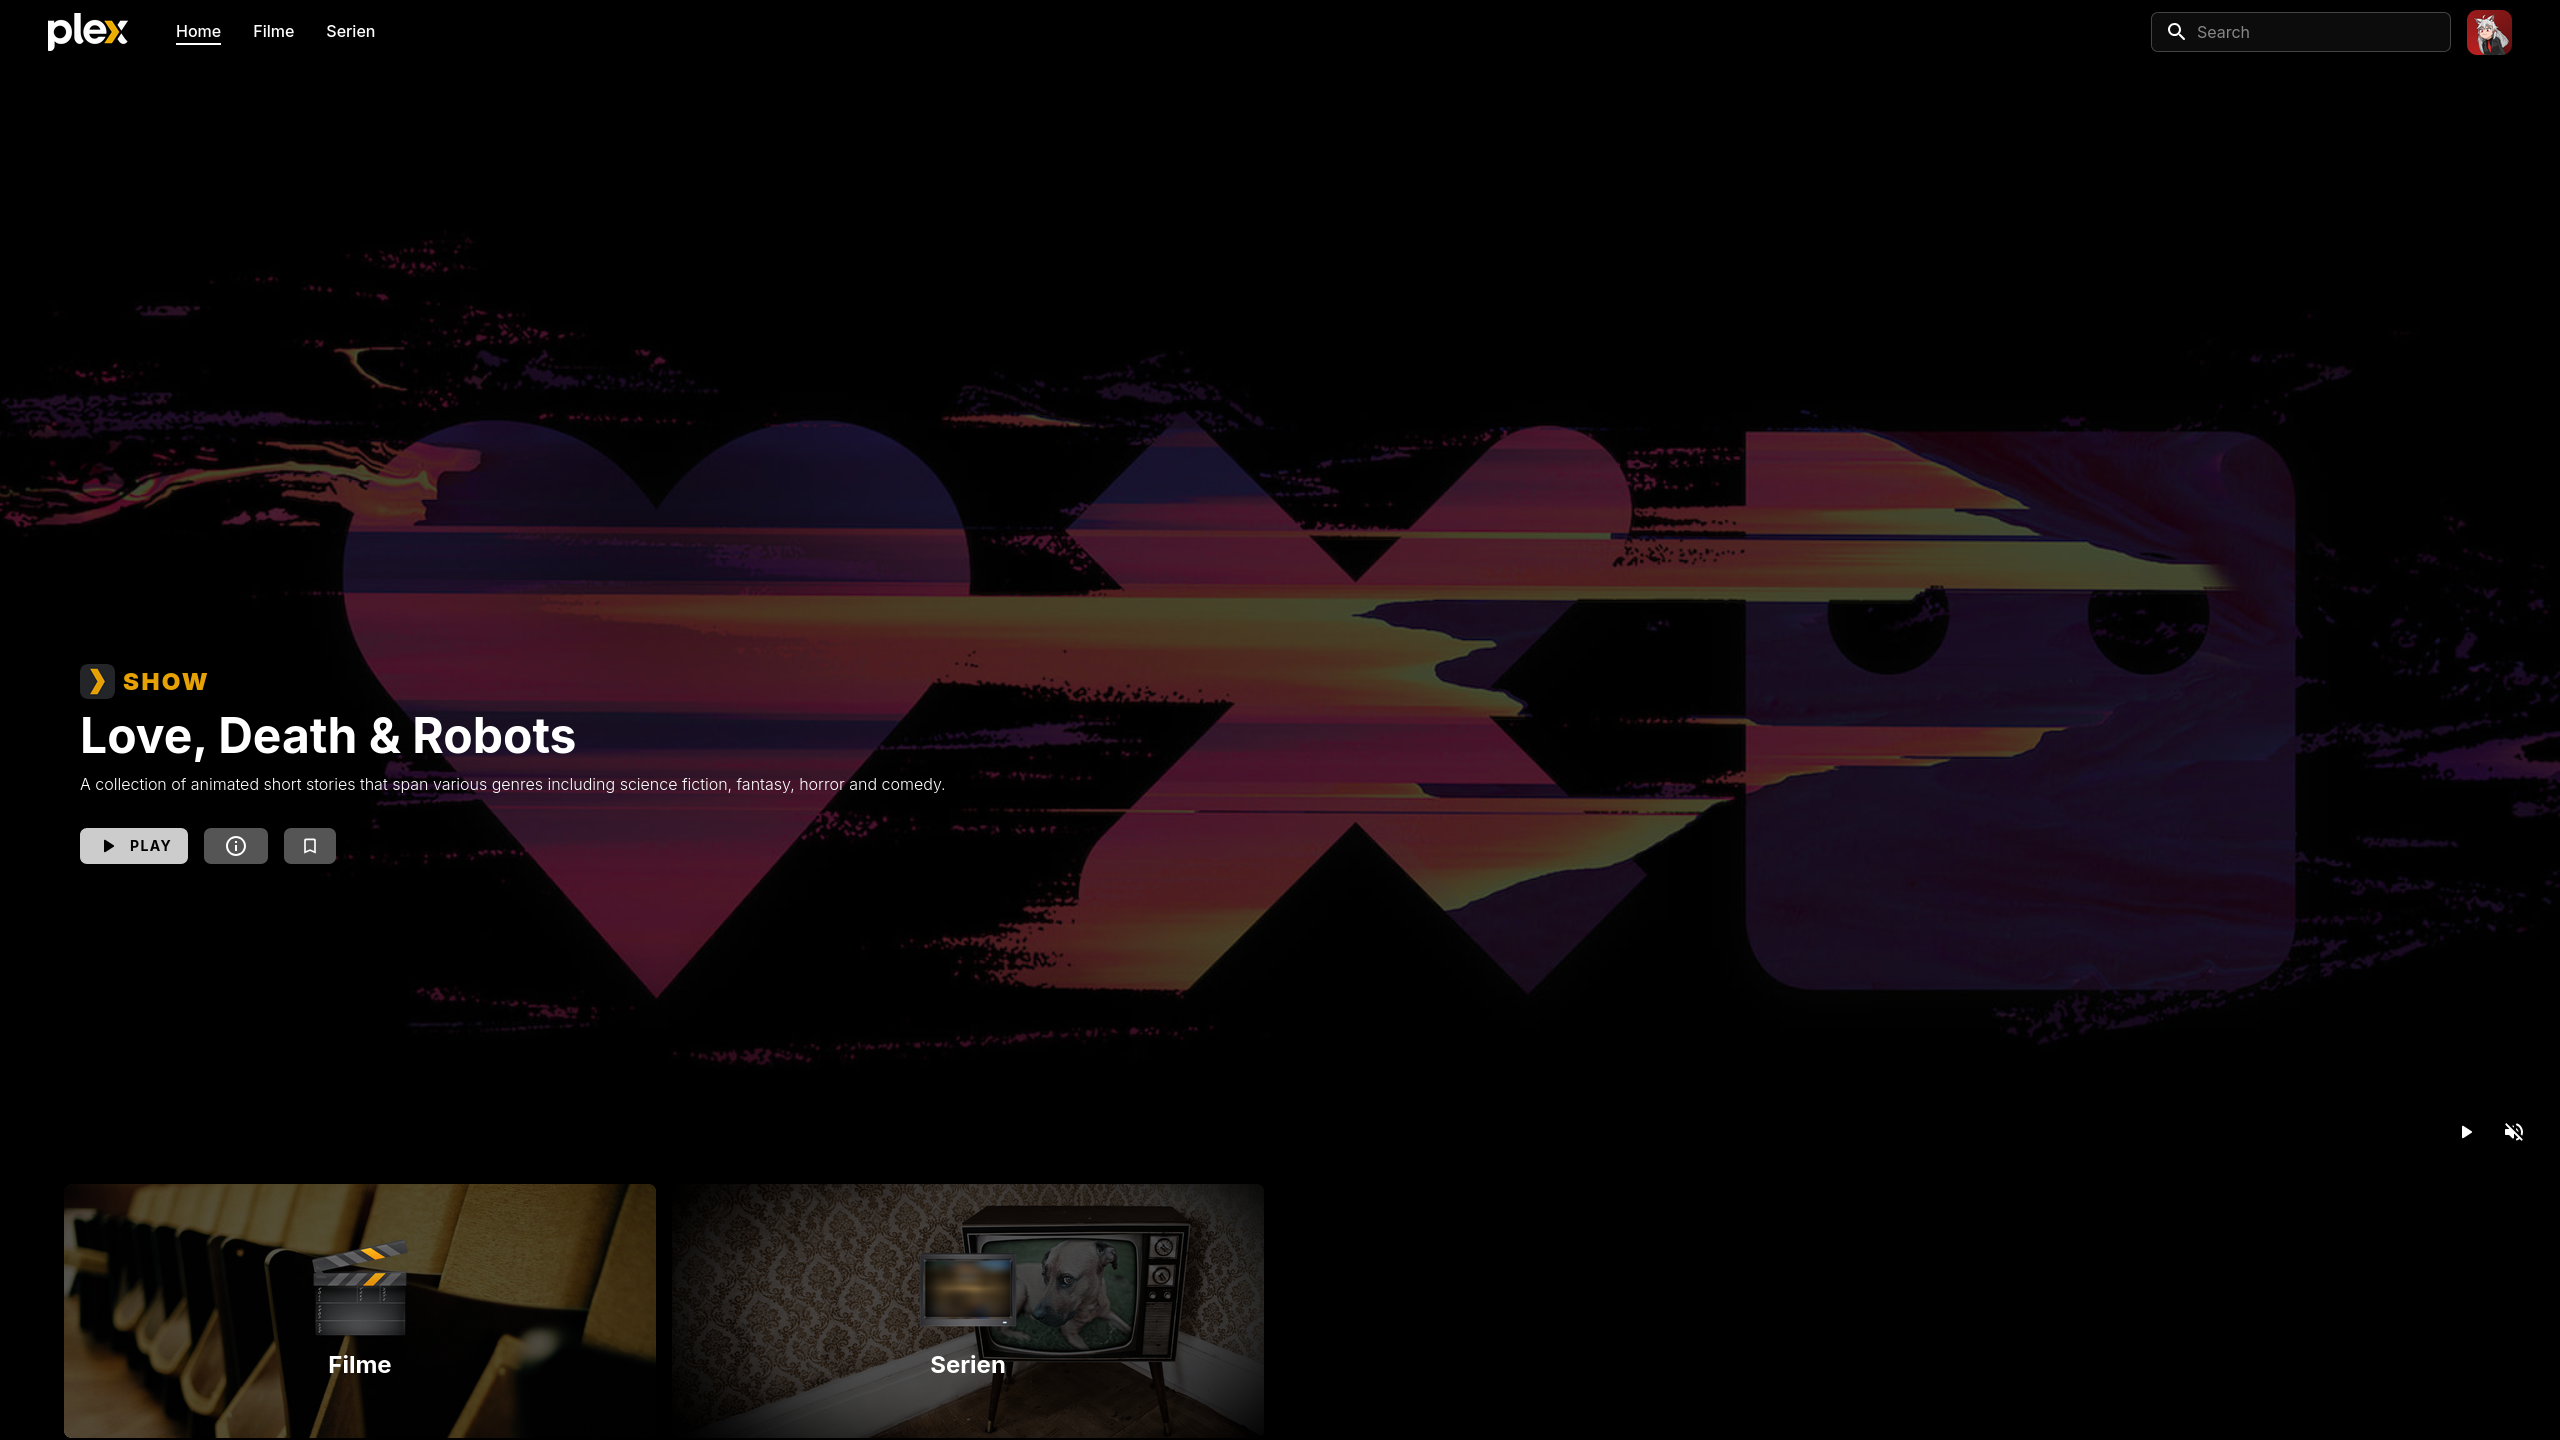 plex
Home
Filme
Serien
Search
SHOW
Love, Death & Robots
A collection of animated short stories that span various genres including science fiction, fantasy, horror and comedy.
PLAY
Filme
Serien